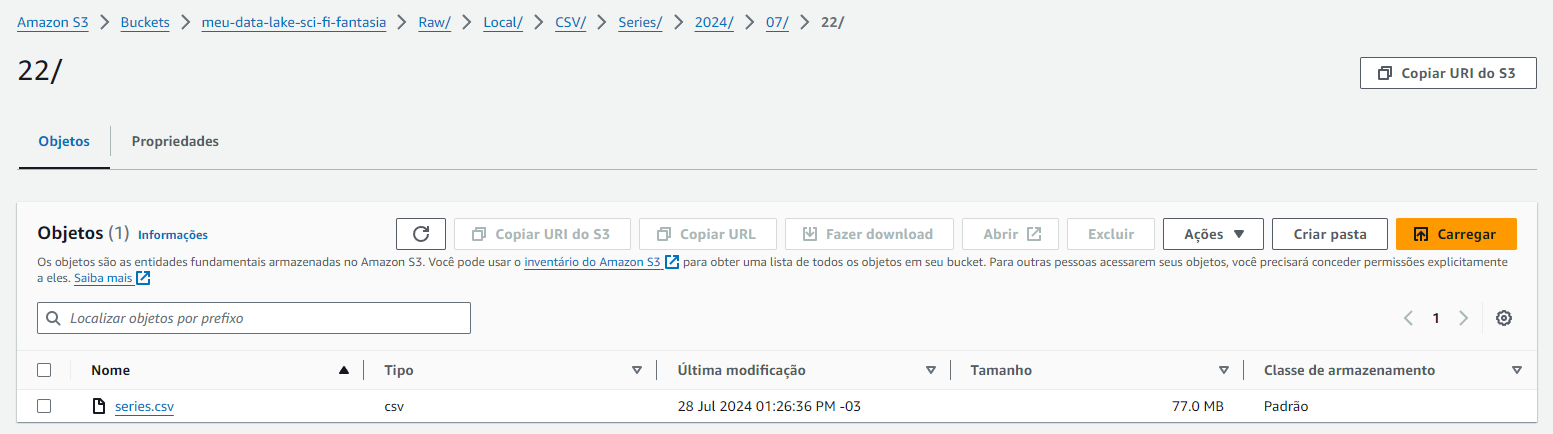 Amazon S3 > Buckets > meu-data-lake-sci-fi-fantasia > Raw/ > Local/ > CSV/ > Series/ > 2024/ > 07/ > 22/
22/
Copiar URI do S3
Objetos Propriedades
Objetos (1) Informações
Copiar URI do S3 Copiar URL Fazer download Abrir Excluir Ações Criar pasta Carregar
Os objetos são as entidades fundamentais armazenadas no Amazon S3. Você pode usar o inventário do Amazon S3 para obter uma lista de todos os objetos em seu bucket. Para outras pessoas acessarem seus objetos, você precisará conceder permissões explicitamente
a eles. Saiba mais
Localizar objetos por prefixo
1
Nome Tipo Última modificação Tamanho Classe de armazenamento
series.csv csv 28 Jul 2024 01:26:36 PM -03 77.0 MB Padrão